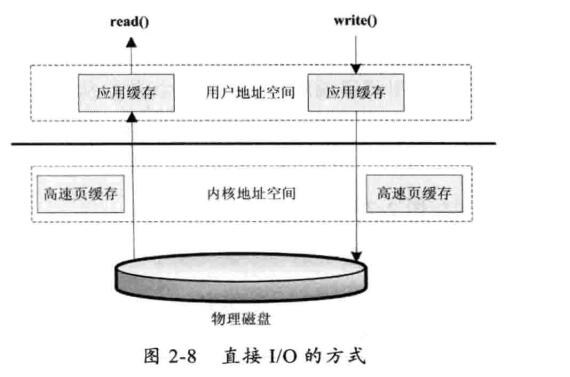 read() write()
应用缓存 用户地址空间 应用缓存
高速页缓存 内核地址空间 高速页缓存
物理磁盘
图 2-8 直接 I/O 的方式